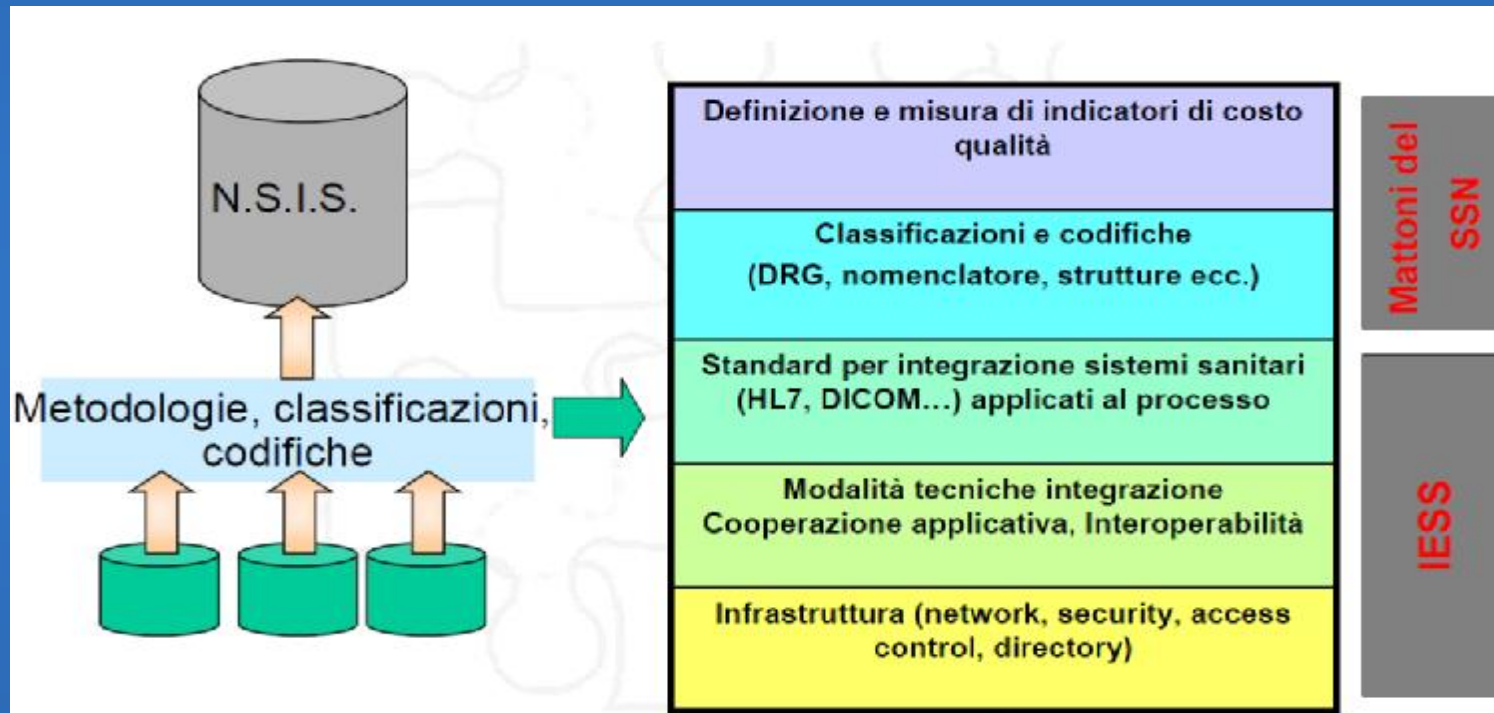 N.S.I.S.
Metodologie, classificazioni,
codifiche
Definizione e misura di indicatori di costo
qualità
Classificazioni e codifiche
(DRG, nomenclatore, strutture ecc.)
Standard per integrazione sistemi sanitari
(HL7, DICOM...) applicati al processo
Modalità tecniche integrazione
Cooperazione applicativa, Interoperabilità
Infrastruttura (network, security, access
control, directory)
Mattoni del
SSN
IESS